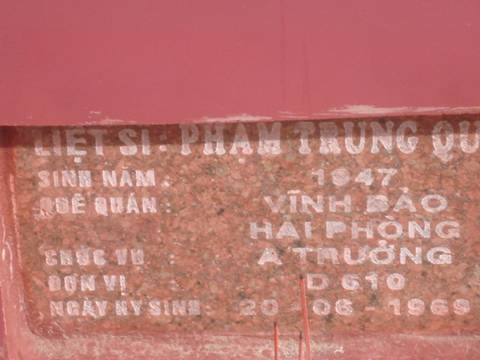 LIỆT SĨ : PHẠM TRUNG QU
SINH NĂM : 1947
QUÊ QUÁN : VĨNH BẢO
HẢI PHÒNG
CHỨC VỤ A TRƯỞNG
ĐƠN VỊ D 610
NGÀY HY SINH 20 - 06 - 1969